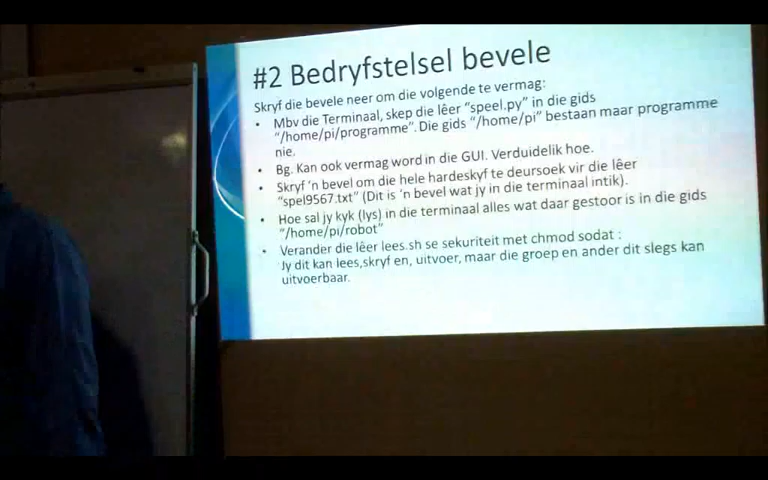 #2 Bedryfstelsel bevele
Skryf die bevele neer om die volgende te vermag:
• Mbv die Terminaal, skep die lêer "speel.py" in die gids
"/home/pi/programme". Die gids "/home/pi" bestaan maar programme
nie.
• Bg. Kan ook vermag word in die GUI. Verduidelik hoe.
• Skryf 'n bevel om die hele hardeskyf te deursoek vir die lêer
"spel9567.txt" (Dit is 'n bevel wat jy in die terminaal intik).
• Hoe sal jy kyk (lys) in die terminaal alles wat daar gestoor is in die gids
"/home/pi/robot"
• Verander die lêer lees.sh se sekuriteit met chmod sodat :
Jy dit kan lees,skryf en, uitvoer, maar die groep en ander dit slegs kan
uitvoerbaar.